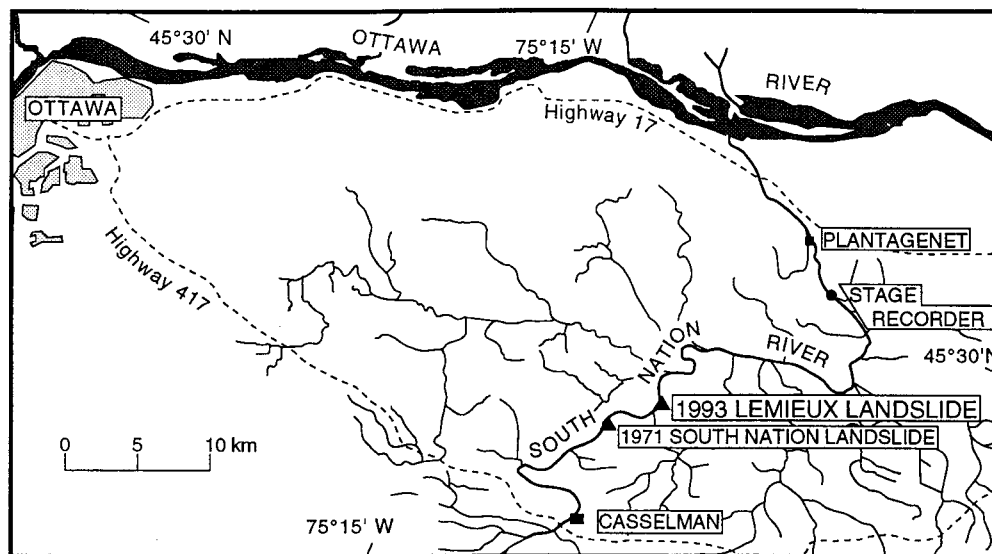 45°30' N
OTTAWA
75°15' W
RIVER
OTTAWA
Highway 17
Highway 417
PLANTAGENET
STAGE
RECORDER
45°30'N
SOUTH NATION RIVER
1993 LEMIEUX LANDSLIDE
1971 SOUTH NATION LANDSLIDE
0 5 10 km
75°15' W
CASSELMAN